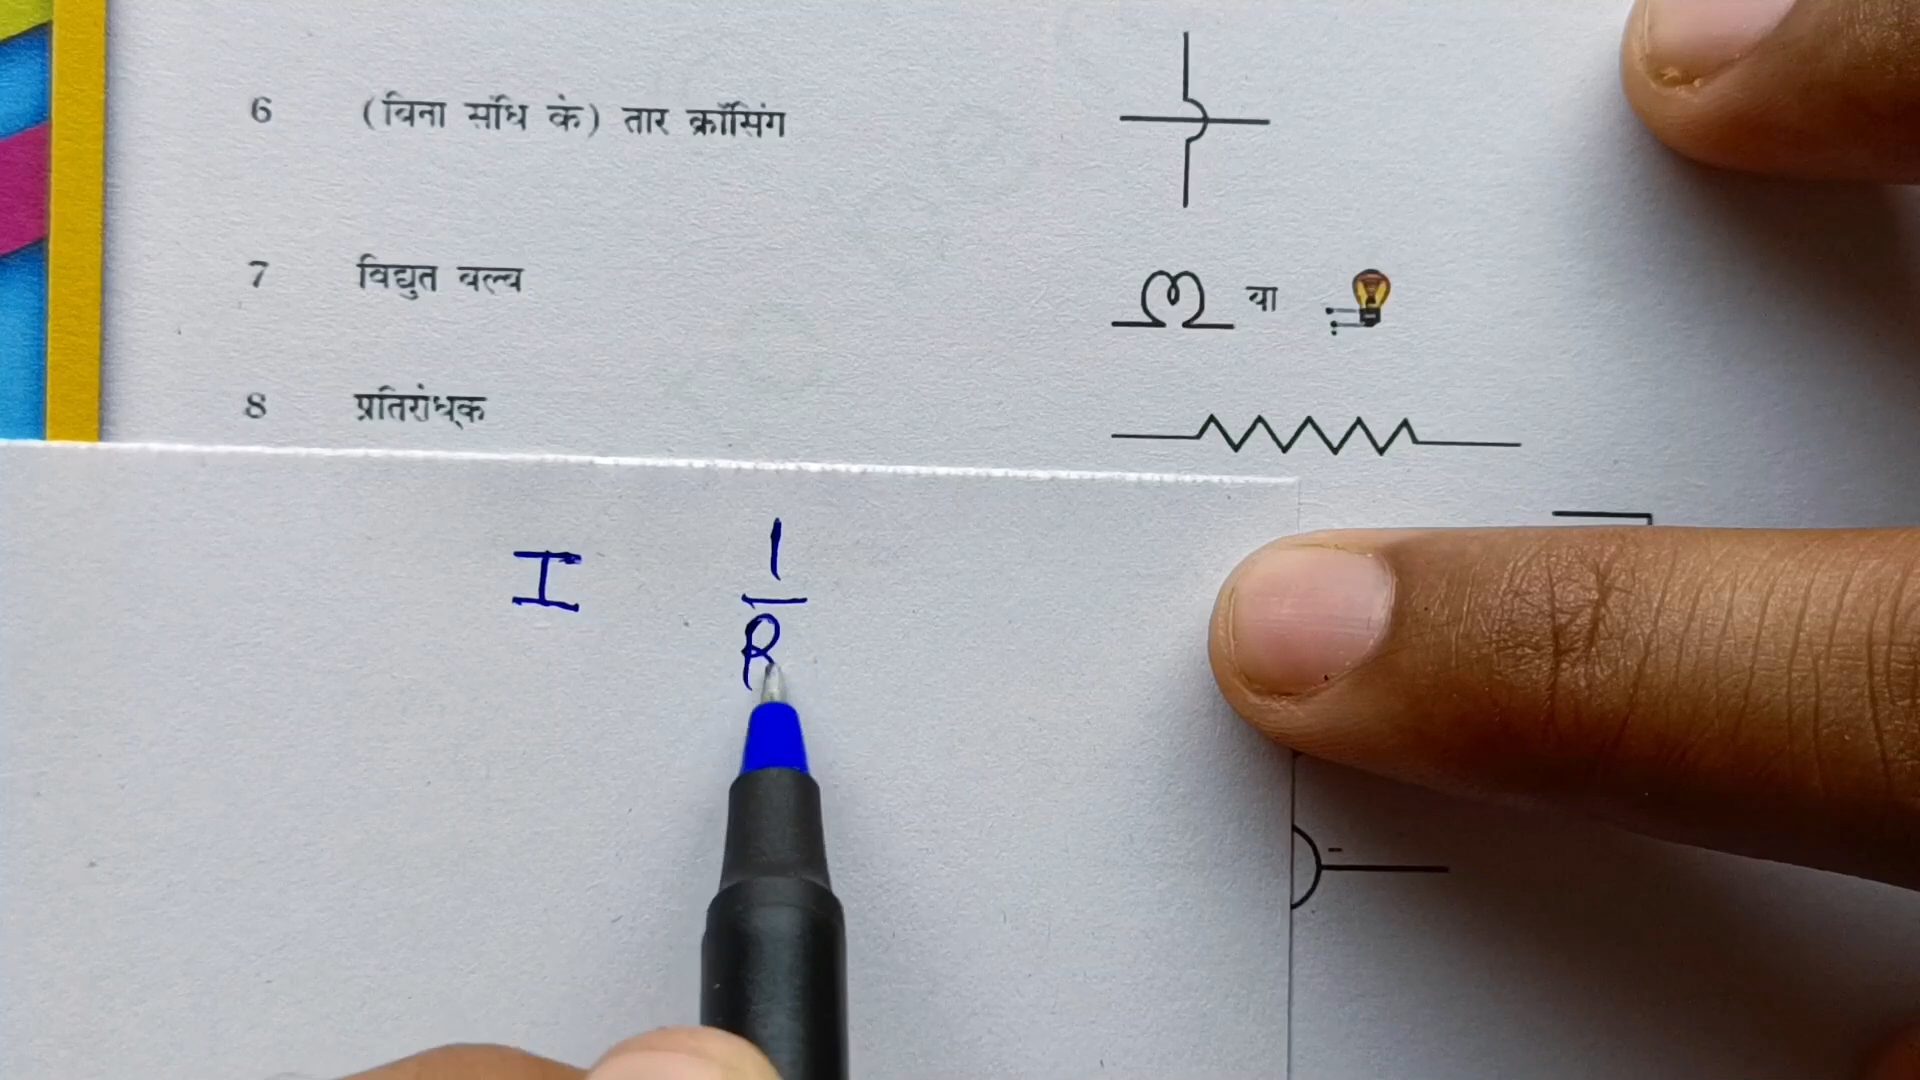 6 (बिना संधि के) तार क्रॉसिंग
7 विद्युत बल्ब या
8 प्रतिरोधक
I 1/R
-